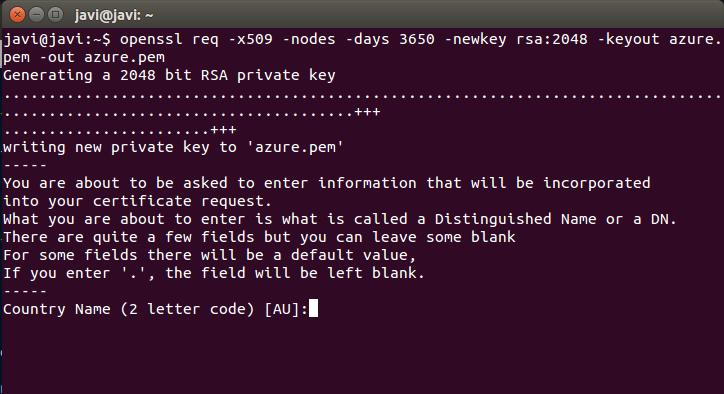 javi@javi: ~
javi@javi:~$ openssl req -x509 -nodes -days 3650 -newkey rsa:2048 -keyout azure.
pem -out azure.pem
Generating a 2048 bit RSA private key
................................................................................
.......................................+++
.......................+++
writing new private key to 'azure.pem'
-----
You are about to be asked to enter information that will be incorporated
into your certificate request.
What you are about to enter is what is called a Distinguished Name or a DN.
There are quite a few fields but you can leave some blank
For some fields there will be a default value,
If you enter '.', the field will be left blank.
-----
Country Name (2 letter code) [AU]: